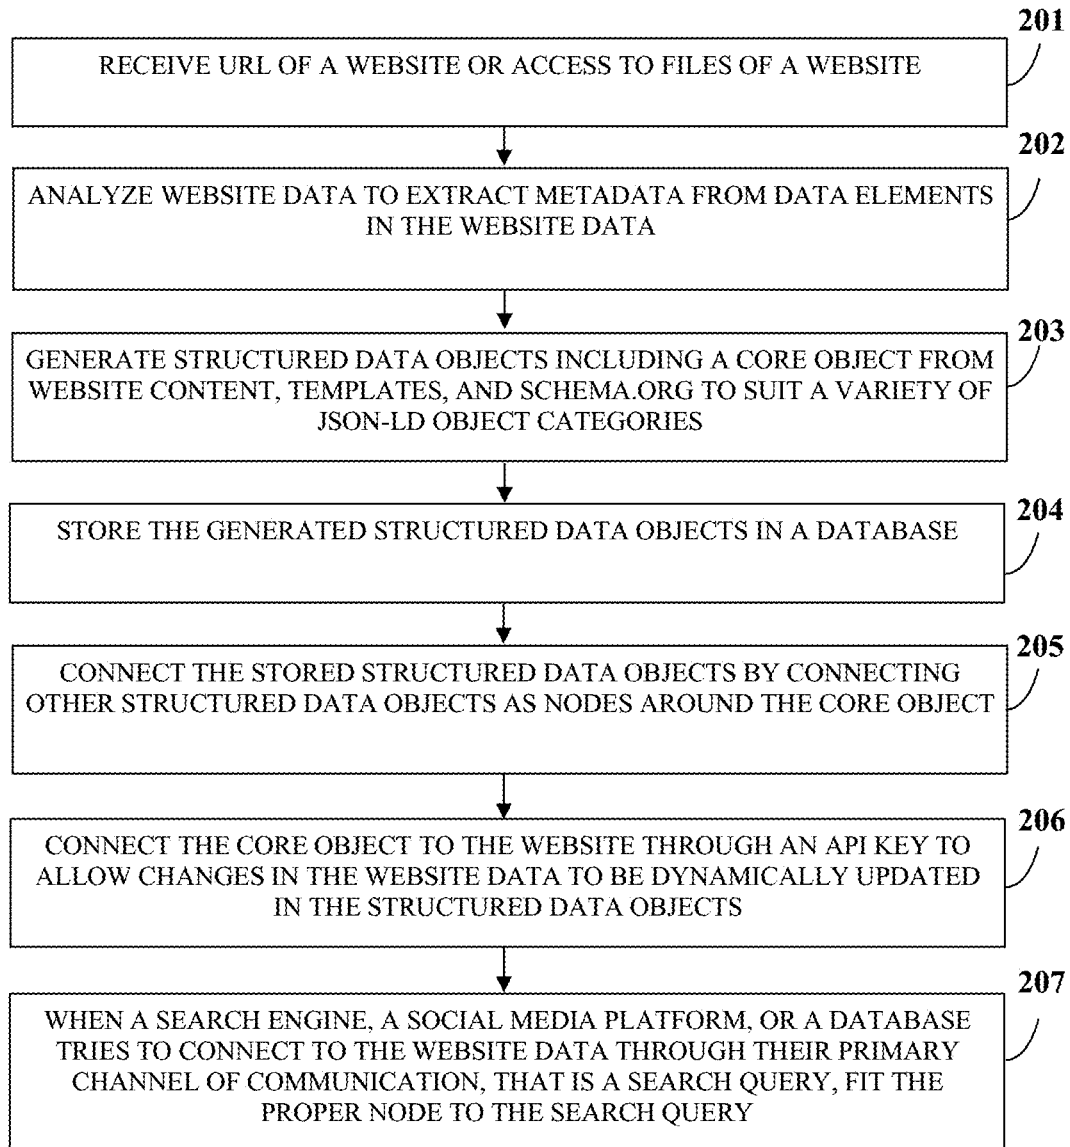 201
RECEIVE URL OF A WEBSITE OR ACCESS TO FILES OF A WEBSITE
202
ANALYZE WEBSITE DATA TO EXTRACT METADATA FROM DATA ELEMENTS
IN THE WEBSITE DATA
203
GENERATE STRUCTURED DATA OBJECTS INCLUDING A CORE OBJECT FROM
WEBSITE CONTENT, TEMPLATES, AND SCHEMA.ORG TO SUIT A VARIETY OF
JSON-LD OBJECT CATEGORIES
204
STORE THE GENERATED STRUCTURED DATA OBJECTS IN A DATABASE
205
CONNECT THE STORED STRUCTURED DATA OBJECTS BY CONNECTING
OTHER STRUCTURED DATA OBJECTS AS NODES AROUND THE CORE OBJECT
206
CONNECT THE CORE OBJECT TO THE WEBSITE THROUGH AN API KEY TO
ALLOW CHANGES IN THE WEBSITE DATA TO BE DYNAMICALLY UPDATED
IN THE STRUCTURED DATA OBJECTS
207
WHEN A SEARCH ENGINE, A SOCIAL MEDIA PLATFORM, OR A DATABASE
TRIES TO CONNECT TO THE WEBSITE DATA THROUGH THEIR PRIMARY
CHANNEL OF COMMUNICATION, THAT IS A SEARCH QUERY, FIT THE
PROPER NODE TO THE SEARCH QUERY